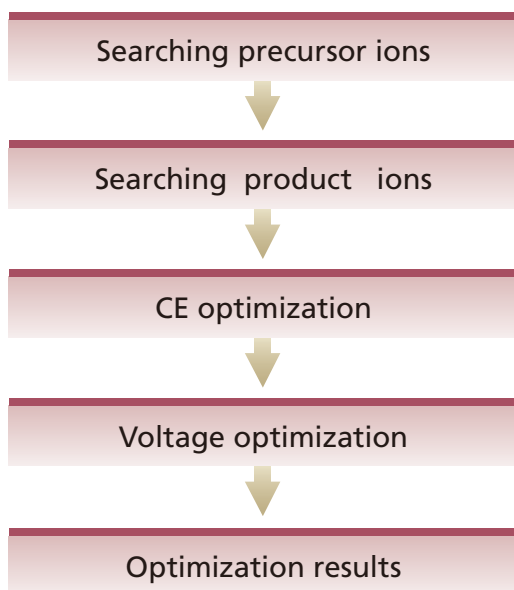 Searching precursor ions
Searching product ions
CE optimization
Voltage optimization
Optimization results